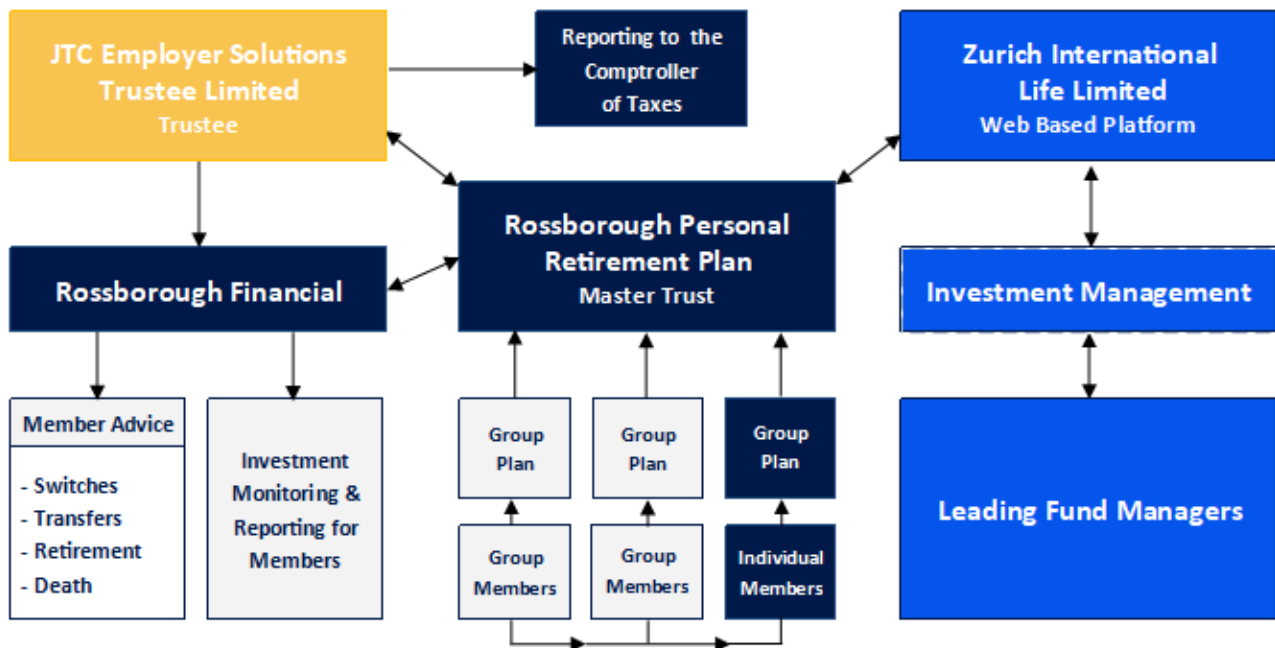 JTC Employer Solutions
Trustee Limited
Trustee
Reporting to the
Comptroller
of Taxes
Zurich International
Life Limited
Web Based Platform
Rossborough Personal
Retirement Plan
Master Trust
Rossborough Financial
Investment Management
Member Advice
- Switches
- Transfers
- Retirement
- Death
Investment
Monitoring &
Reporting for
Members
Group
Plan
Group
Plan
Group
Plan
Group
Members
Group
Members
Individual
Members
Leading Fund Managers